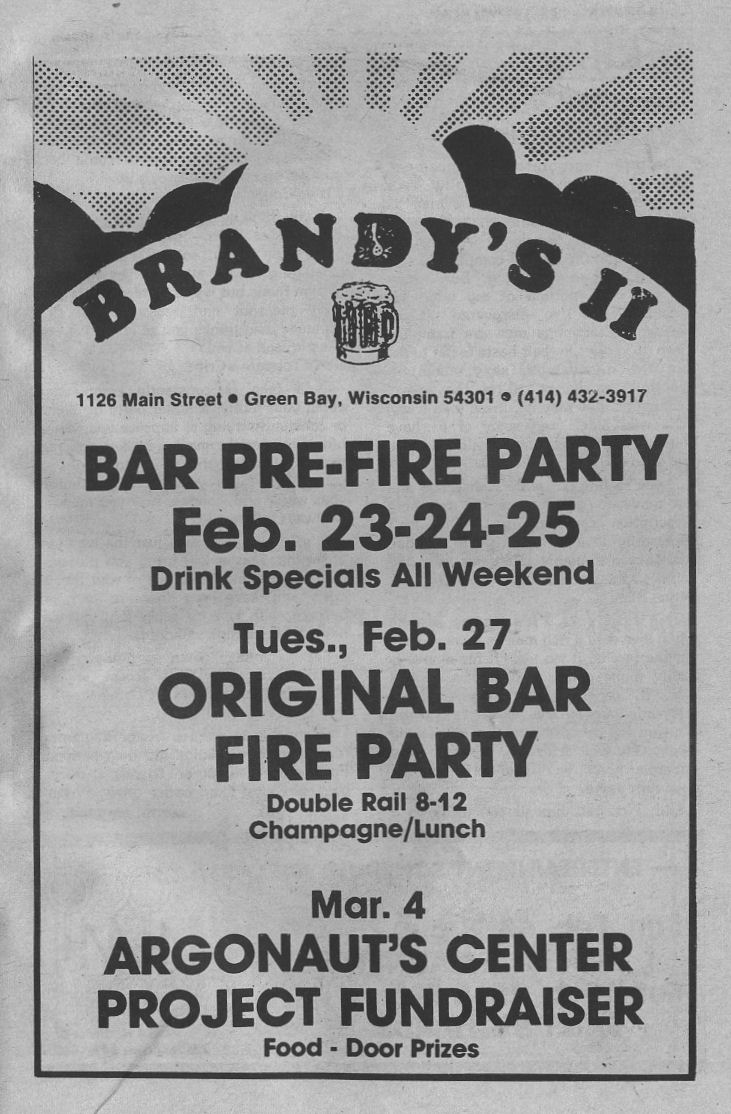 BRANDY'S II
1126 Main Street • Green Bay, Wisconsin 54301 • (414) 432-3917
BAR PRE-FIRE PARTY
Feb. 23-24-25
Drink Specials All Weekend
Tues., Feb. 27
ORIGINAL BAR
FIRE PARTY
Double Rail 8-12
Champagne/Lunch
Mar. 4
ARGONAUT'S CENTER
PROJECT FUNDRAISER
Food - Door Prizes